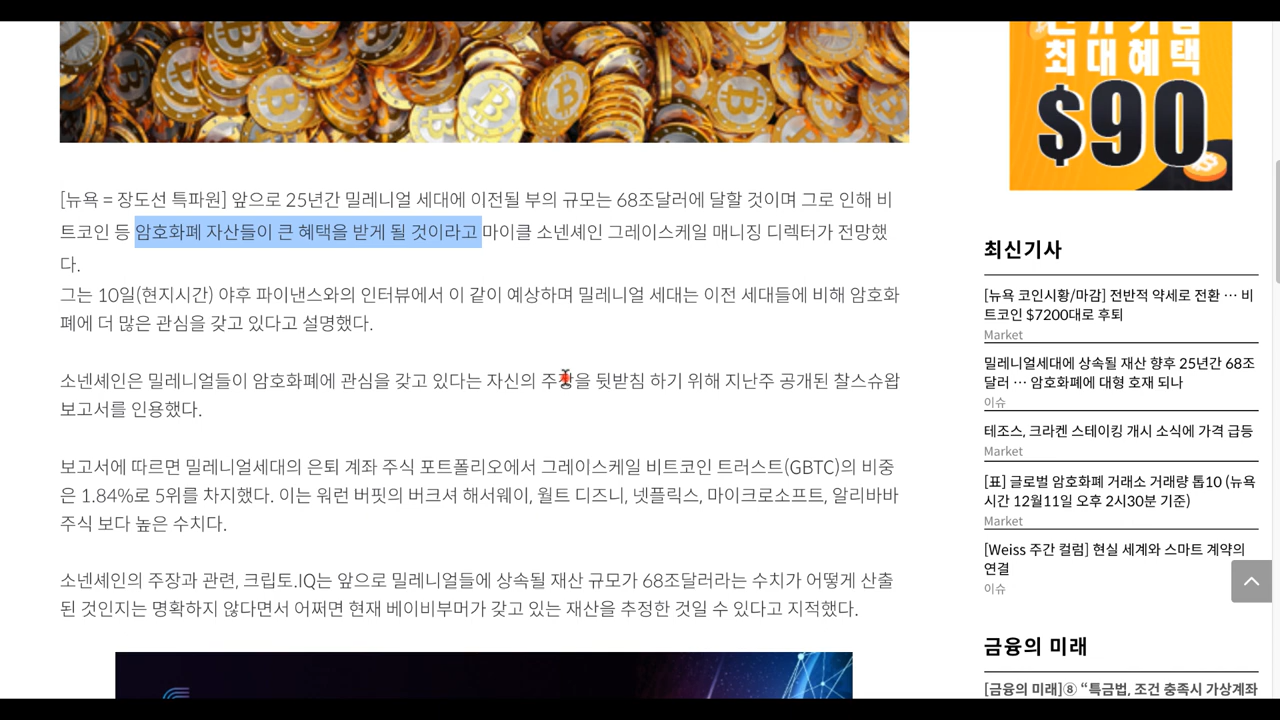 최대혜택
$90
[뉴욕 = 장도선 특파원] 앞으로 25년간 밀레니얼 세대에 이전될 부의 규모는 68조달러에 달할 것이며 그로 인해 비
트코인 등 암호화폐 자산들이 큰 혜택을 받게 될 것이라고 마이클 소넨셰인 그레이스케일 매니징 디렉터가 전망했
다.
그는 10일(현지시간) 야후 파이낸스와의 인터뷰에서 이 같이 예상하며 밀레니얼 세대는 이전 세대들에 비해 암호화
폐에 더 많은 관심을 갖고 있다고 설명했다.
소넨셰인은 밀레니얼들이 암호화폐에 관심을 갖고 있다는 자신의 주장을 뒷받침 하기 위해 지난주 공개된 찰스슈왑
보고서를 인용했다.
보고서에 따르면 밀레니얼세대의 은퇴 계좌 주식 포트폴리오에서 그레이스케일 비트코인 트러스트(GBTC)의 비중
은 1.84%로 5위를 차지했다. 이는 워런 버핏의 버크셔 해서웨이, 월트 디즈니, 넷플릭스, 마이크로소프트, 알리바바
주식 보다 높은 수치다.
소넨셰인의 주장과 관련, 크립토.IQ는 앞으로 밀레니얼들에 상속될 재산 규모가 68조달러라는 수치가 어떻게 산출
된 것인지는 명확하지 않다면서 어쩌면 현재 베이비부머가 갖고 있는 재산을 추정한 것일 수 있다고 지적했다.
최신기사
[뉴욕 코인시황/마감] 전반적 약세로 전환 … 비
트코인 $7200대로 후퇴
Market
밀레니얼세대에 상속될 재산 향후 25년간 68조
달러 … 암호화폐에 대형 호재 되나
이슈
테조스, 크라켄 스테이킹 개시 소식에 가격 급등
Market
[표] 글로벌 암호화폐 거래소 거래량 톱10 (뉴욕
시간 12월11일 오후 2시30분 기준)
Market
[Weiss 주간 컬럼] 현실 세계와 스마트 계약의
연결
이슈
금융의 미래
[금융의 미래]⑧ “특금법, 조건 충족시 가상계좌